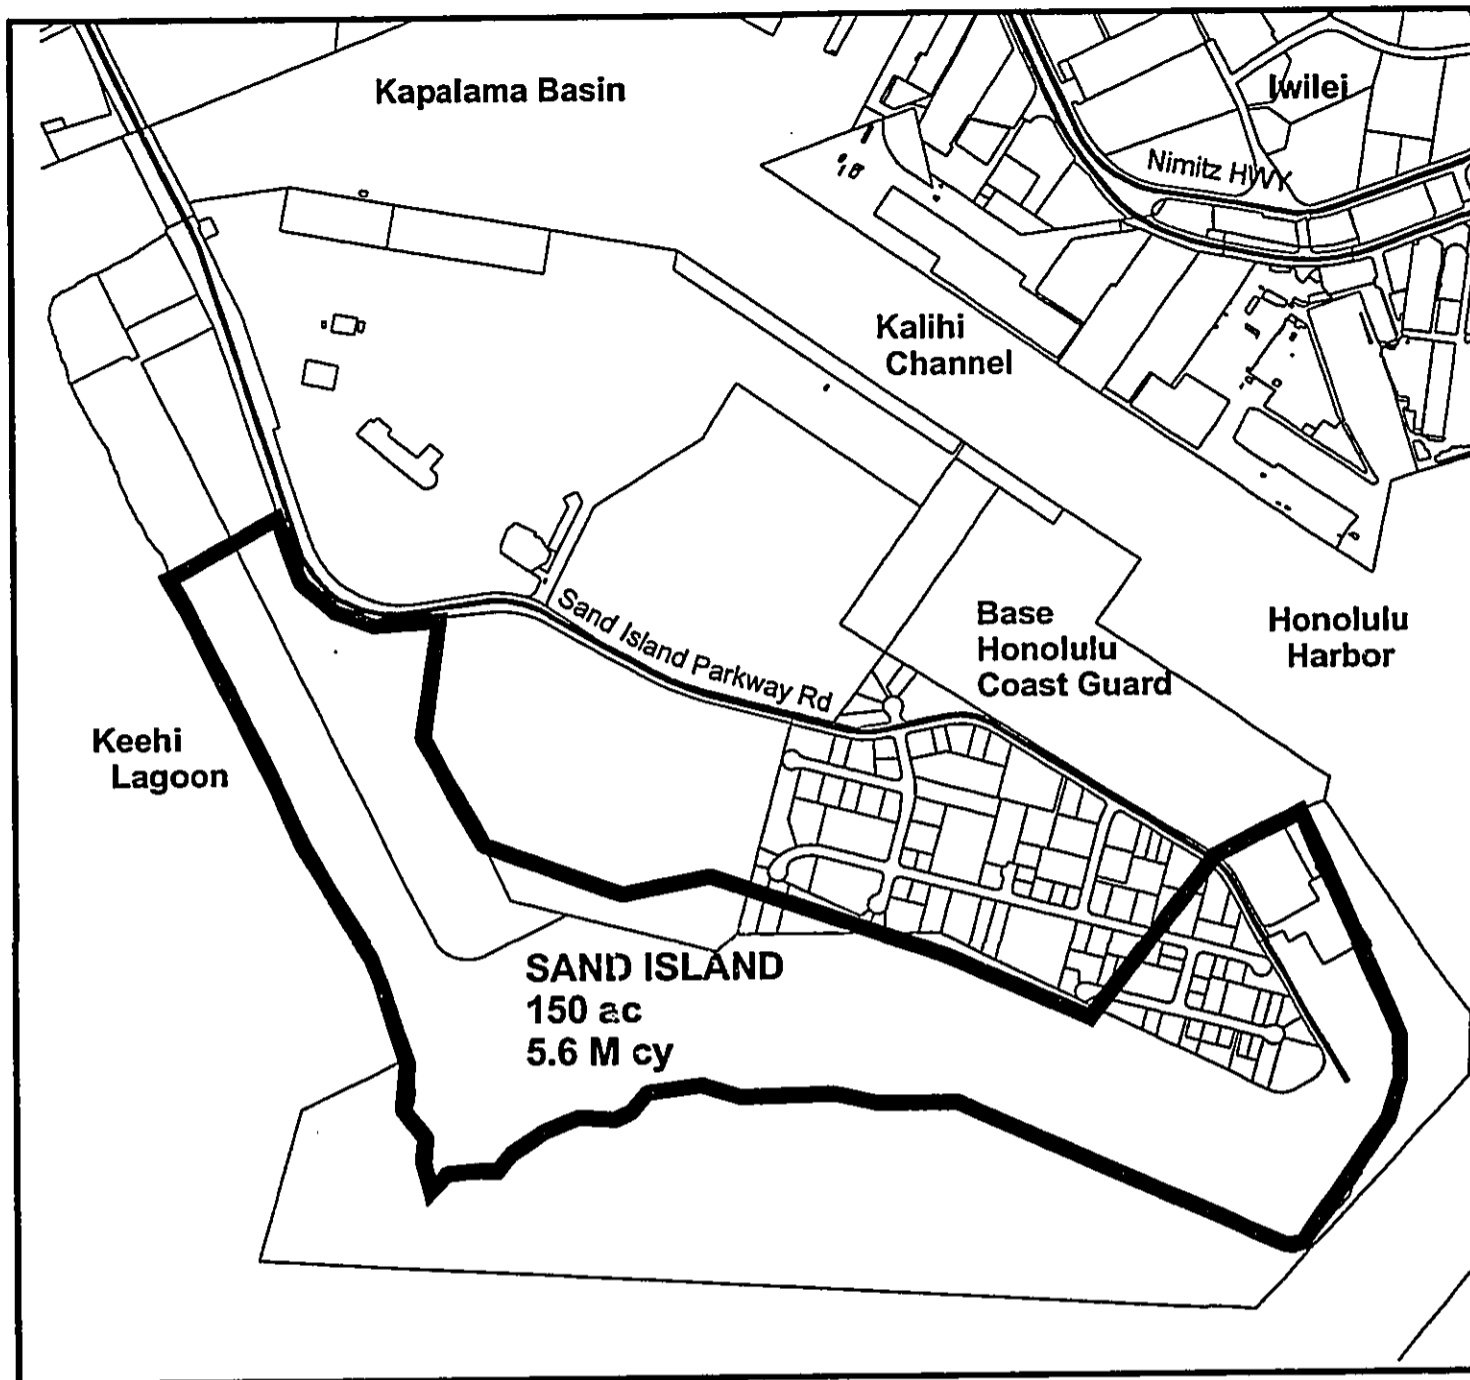 Kapalama Basin
Iwilei
Nimitz HWY
Kalihi
Channel
Sand Island Parkway Rd
Base
Honolulu
Coast Guard
Honolulu
Harbor
Keehi
Lagoon
SAND ISLAND
150 ac
5.6 M cy